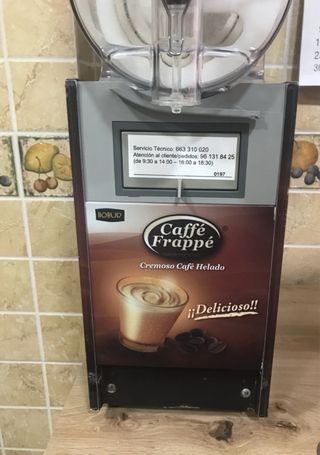 Servicio Técnico: 663 310 020
Atención al cliente/pedidos: 96 131 84 25
(de 9:30 a 14:00 – 16:00 a 18:30)
0197
Caffé
Frappé
Cremoso Café Helado
¡¡Delicioso!!